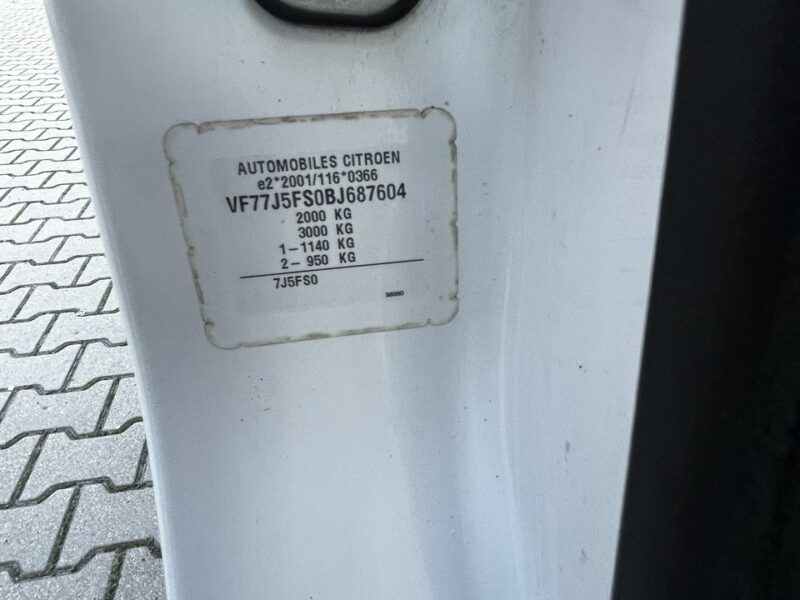 AUTOMOBILES CITROEN
e2*2001/116*0366
VF77J5FS0BJ687604
2000 KG
3000 KG
1-1140 KG
2- 950 KG
7J5FS0